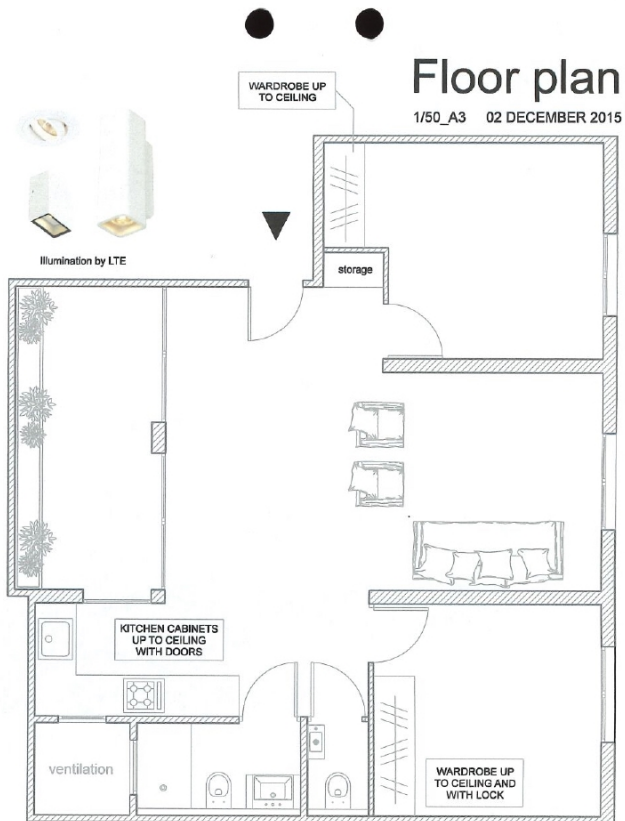 Floor plan
1/50_A3 02 DECEMBER 2015
WARDROBE UP
TO CEILING
Illumination by LTE
storage
KITCHEN CABINETS
UP TO CEILING
WITH DOORS
ventilation
WARDROBE UP
TO CEILING AND
WITH LOCK